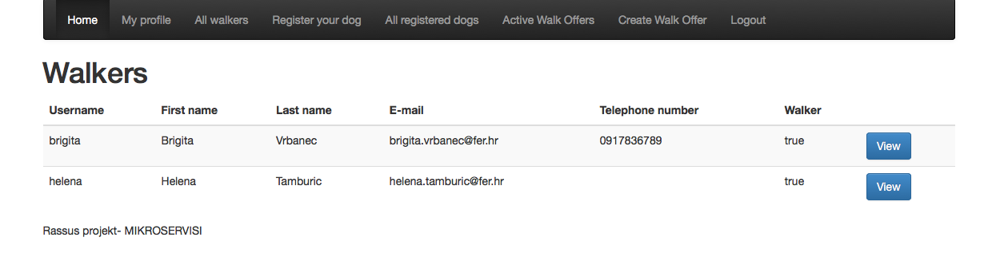 Home My profile All walkers Register your dog All registered dogs Active Walk Offers Create Walk Offer Logout
Walkers
Username First name Last name E-mail Telephone number Walker
brigita Brigita Vrbanec brigita.vrbanec@fer.hr 0917836789 true View
helena Helena Tamburic helena.tamburic@fer.hr true View
Rassus projekt- MIKROSERVISI